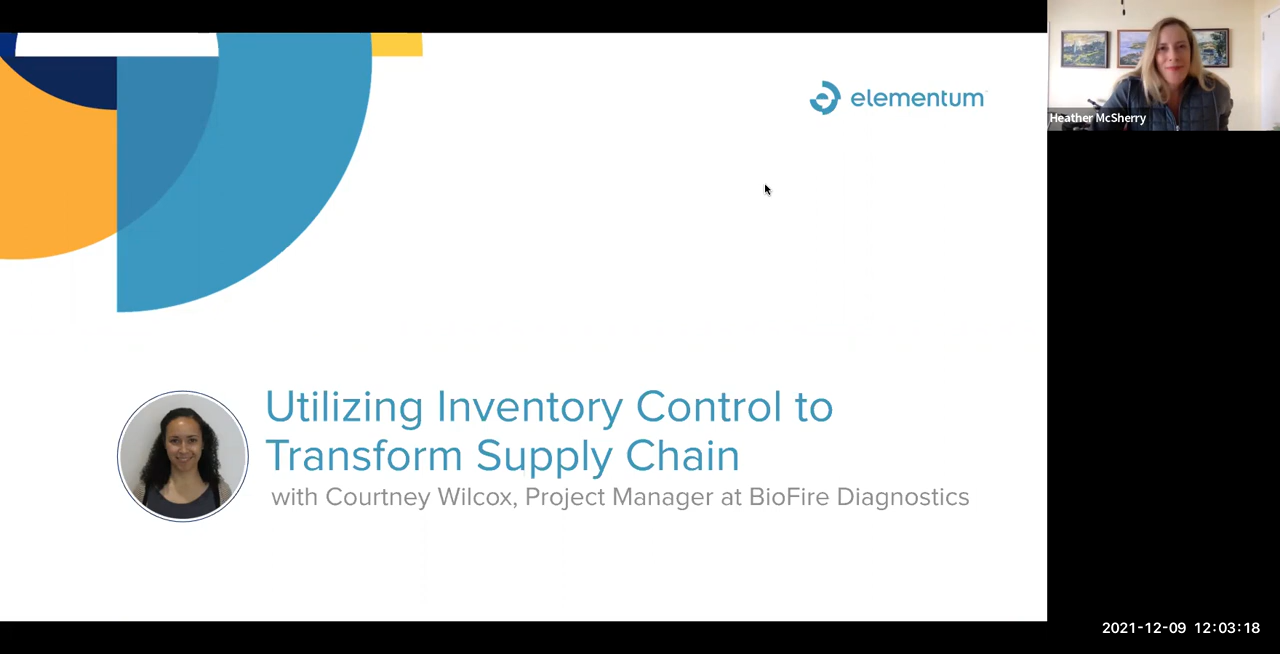 elementum
Heather McSherry
Utilizing Inventory Control to
Transform Supply Chain
with Courtney Wilcox, Project Manager at BioFire Diagnostics
2021-12-09 12:03:18